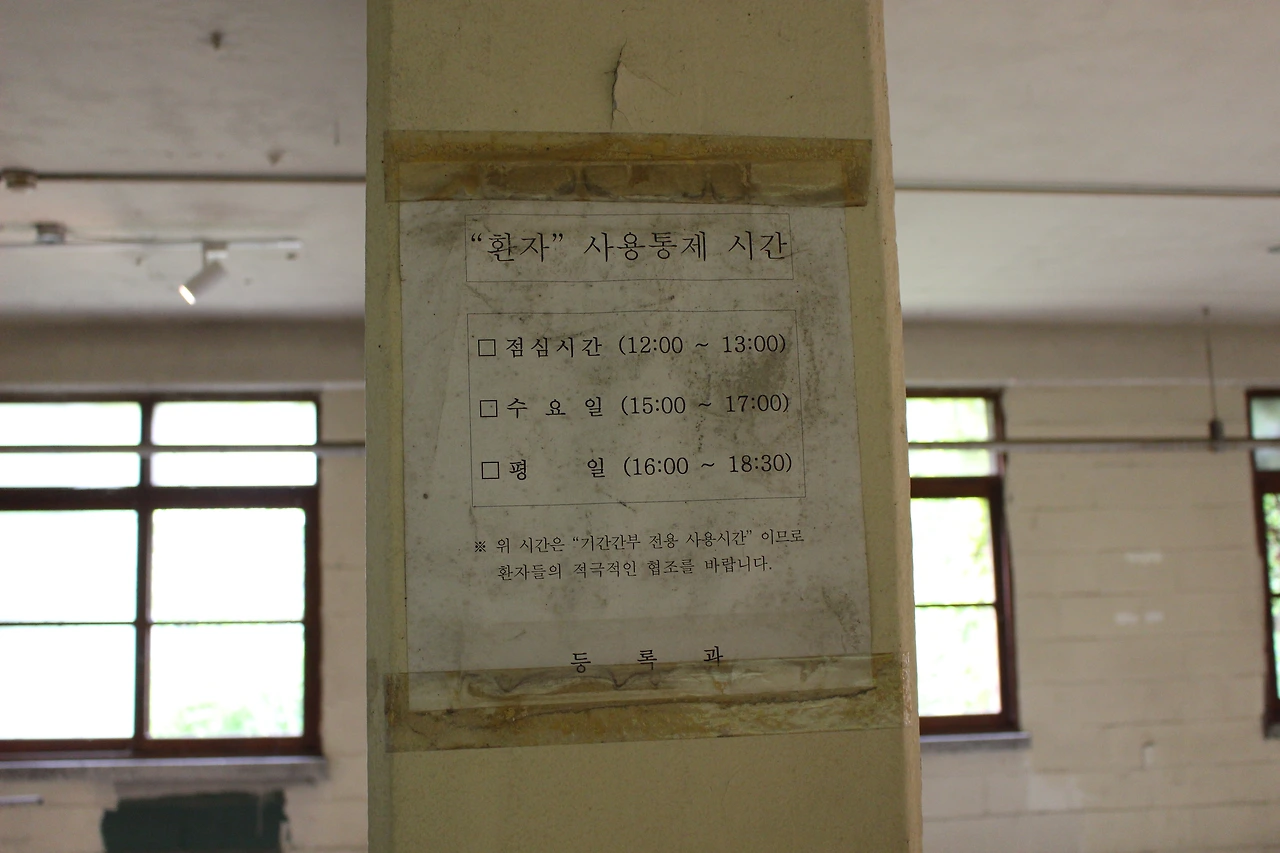 “환자” 사용통제 시간
□ 점심시간 (12:00 ~ 13:00)
□ 수 요 일 (15:00 ~ 17:00)
□ 평 일 (16:00 ~ 18:30)
※ 위 시간은 “기간간부 전용 사용시간” 이므로
환자들의 적극적인 협조를 바랍니다.
등 록 과